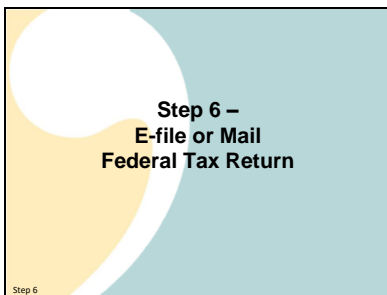 Step 6 –
E-file or Mail
Federal Tax Return
Step 6